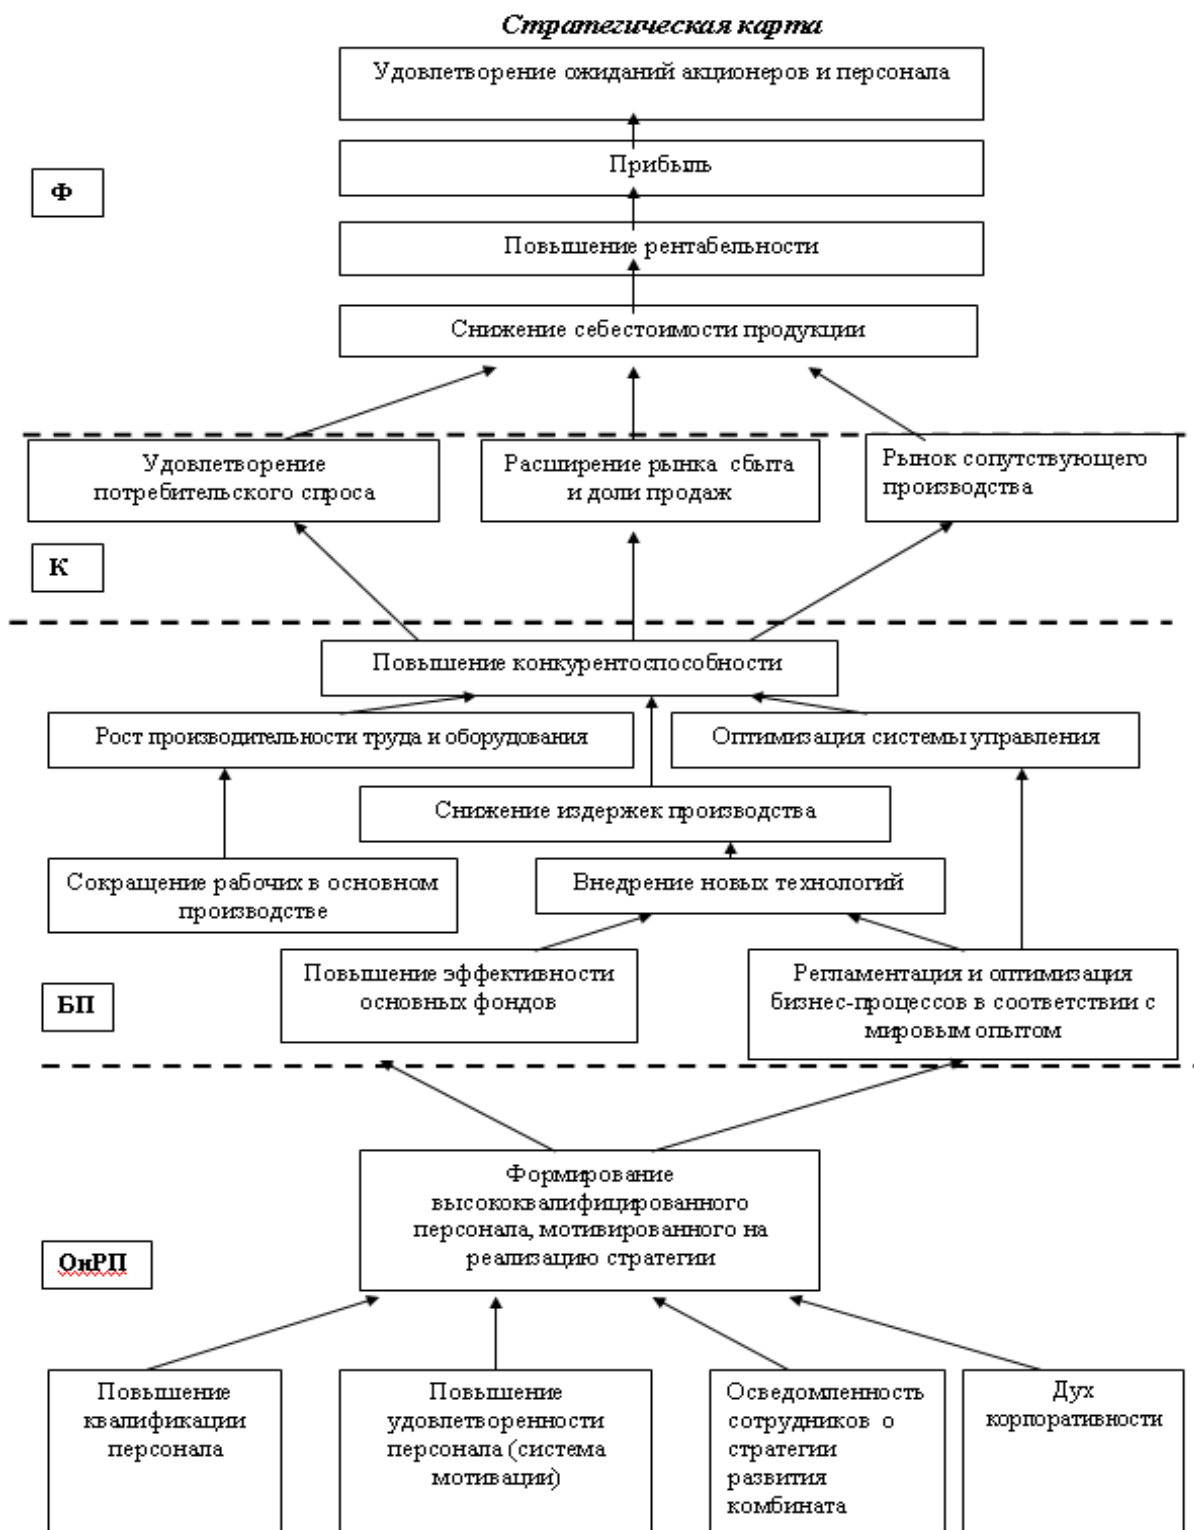 Стратегическая карта
Удовлетворение ожиданий акционеров и персонала
Прибыль
Ф
Повышение рентабельности
Снижение себестоимости продукции
Удовлетворение
потребительского спроса
Расширение рынка сбыта
и доли продаж
Рынок сопутствующего
производства
К
Повышение конкурентоспособности
Рост производительности труда и оборудования
Оптимизация системы управления
Снижение издержек производства
Сокращение рабочих в основном
производстве
Внедрение новых технологий
Повышение эффективности
основных фондов
Регламентация и оптимизация
бизнес-процессов в соответствии с
мировым опытом
БП
Формирование
высококвалифицированного
персонала, мотивированного на
реализацию стратегии
ОнРП
Повышение
квалификации
персонала
Повышение
удовлетворенности
персонала (система
мотивации)
Осведомленность
сотрудников о
стратегии
развития
комбината
Дух
корпоративности